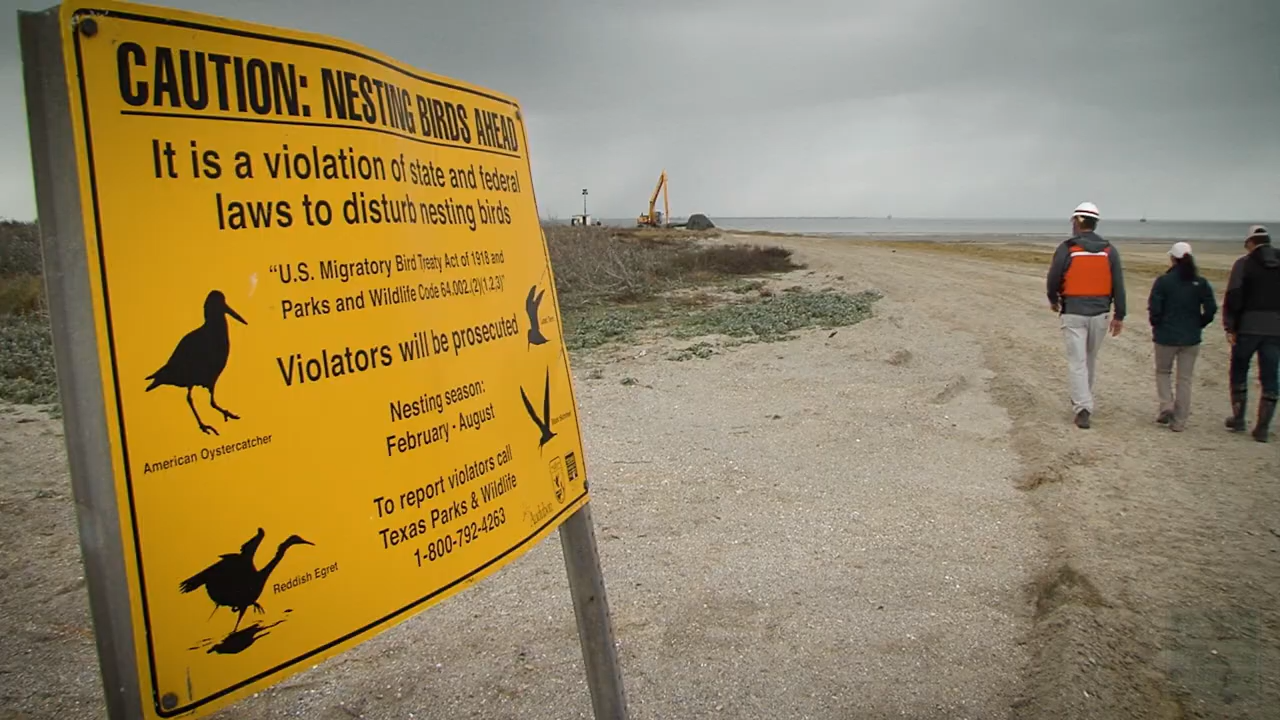 CAUTION: NESTING BIRDS AHEAD
It is a violation of state and federal
laws to disturb nesting birds
“U.S. Migratory Bird Treaty Act of 1918 and
Parks and Wildlife Code 64.002.(2)(1,2,3)”
Violators will be prosecuted
Nesting season:
February - August
American Oystercatcher
To report violators call
Texas Parks & Wildlife
1-800-792-4263
Reddish Egret
Audubon